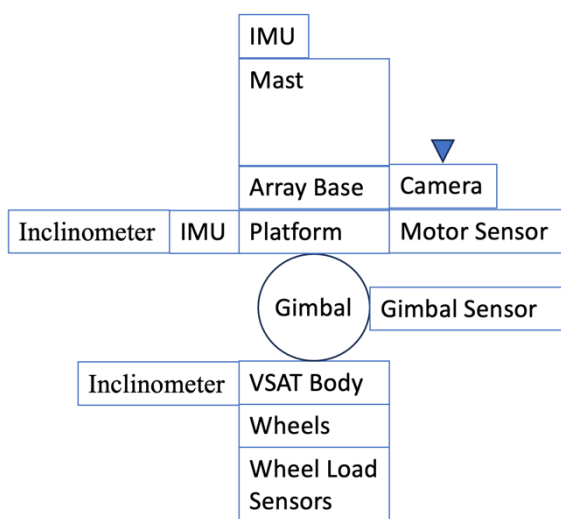 IMU
Mast
Array Base
Camera
Inclinometer
IMU
Platform
Motor Sensor
Gimbal
Gimbal Sensor
Inclinometer
VSAT Body
Wheels
Wheel Load
Sensors